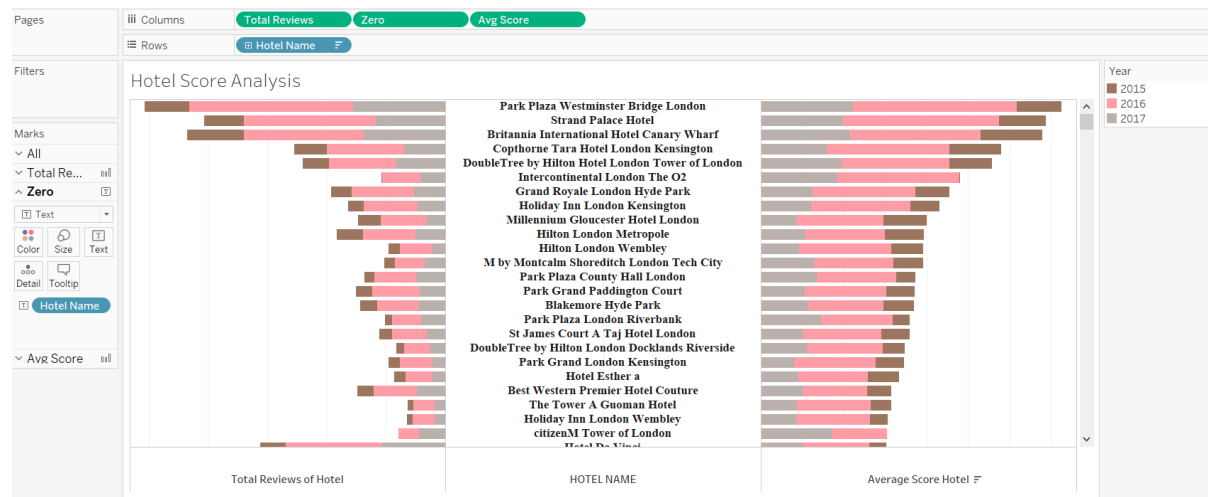 Pages
Columns
Total Reviews
Zero
Avg Score
Rows
Hotel Name
Filters
Marks
All
Total Re...
Zero
Text
Color
Size
Text
Detail
Tooltip
Hotel Name
Avg Score
Hotel Score Analysis
Park Plaza Westminster Bridge London
Strand Palace Hotel
Britannia International Hotel Canary Wharf
Copthorne Tara Hotel London Kensington
DoubleTree by Hilton Hotel London Tower of London
Intercontinental London The O2
Grand Royale London Hyde Park
Holiday Inn London Kensington
Millennium Gloucester Hotel London
Hilton London Metropole
Hilton London Wembley
M by Montcalm Shoreditch London Tech City
Park Plaza County Hall London
Park Grand Paddington Court
Blakemore Hyde Park
Park Plaza London Riverbank
St James Court A Taj Hotel London
DoubleTree by Hilton London Docklands Riverside
Park Grand London Kensington
Hotel Esther a
Best Western Premier Hotel Couture
The Tower A Guoman Hotel
Holiday Inn London Wembley
citizenM Tower of London
Hotel Da Vinci
Total Reviews of Hotel
HOTEL NAME
Average Score Hotel
Year
2015
2016
2017